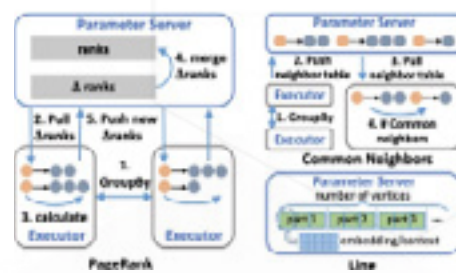 Parameter Server
ranks
Δ ranks
4. merge
Δranks
2. Pull
Δranks
5. Push new
Δranks
1.
GroupBy
3. calculate
Executor
Executor
PageRank
Parameter Server
2. Push
neighbor table
3. Pull
neighbor table
Executor
1. GroupBy
Executor
4. # Common
neighbors
Common Neighbors
Parameter Server
number of vertices
part 1
part 2
part 3
embedding/context
Line